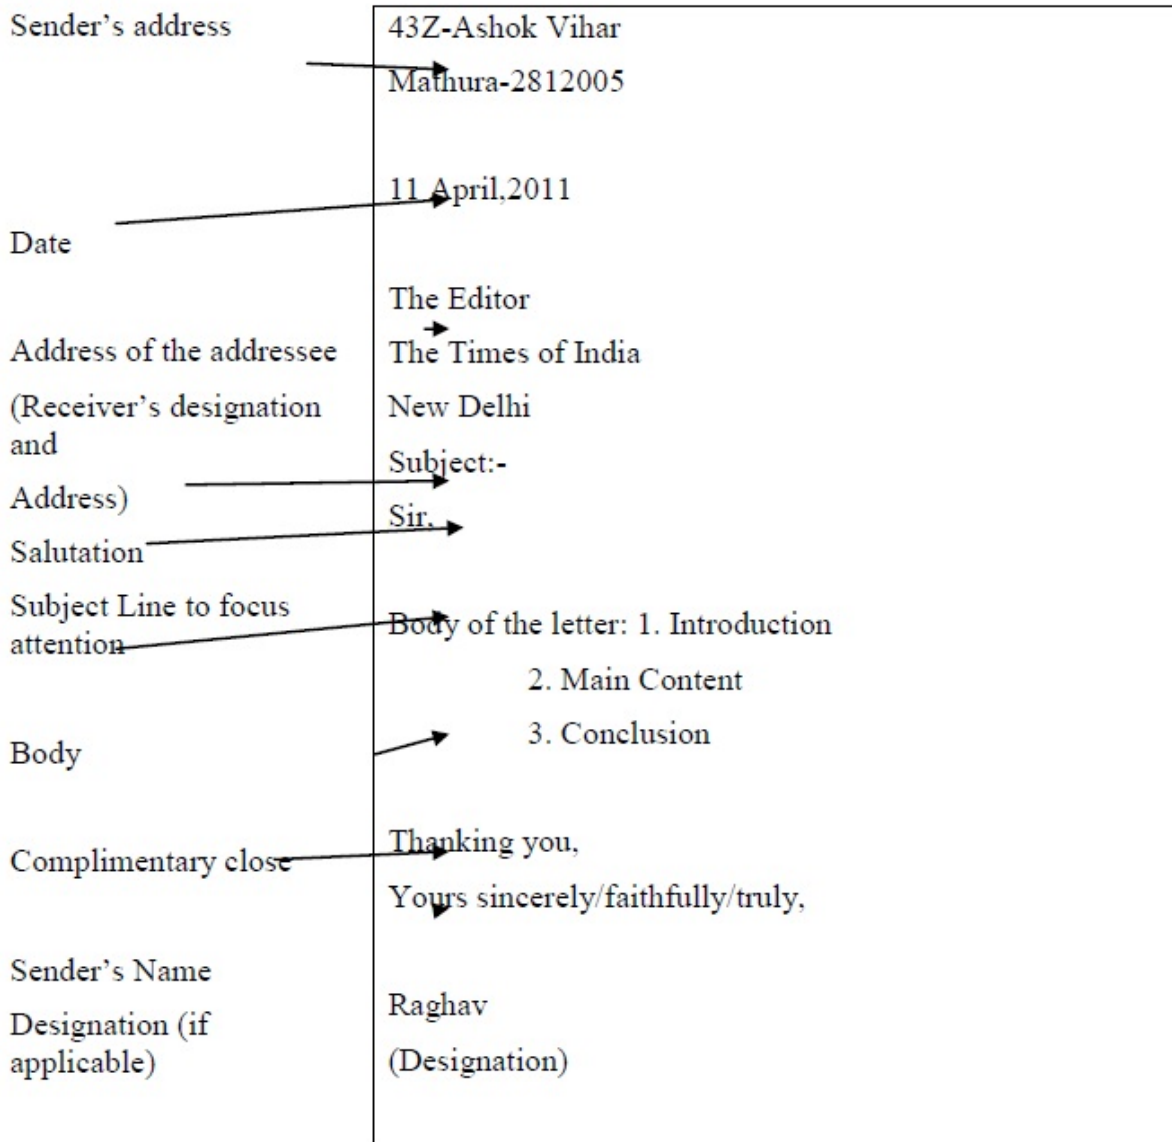 Sender’s address
43Z-Ashok Vihar
Mathura-2812005
11 April,2011
Date
The Editor
Address of the addressee
The Times of India
(Receiver’s designation
and
New Delhi
Subject:-
Address)
Sir,
Salutation
Subject Line to focus
attention
Body of the letter: 1. Introduction
2. Main Content
3. Conclusion
Body
Thanking you,
Complimentary close
Yours sincerely/faithfully/truly,
Sender’s Name
Raghav
Designation (if
applicable)
(Designation)